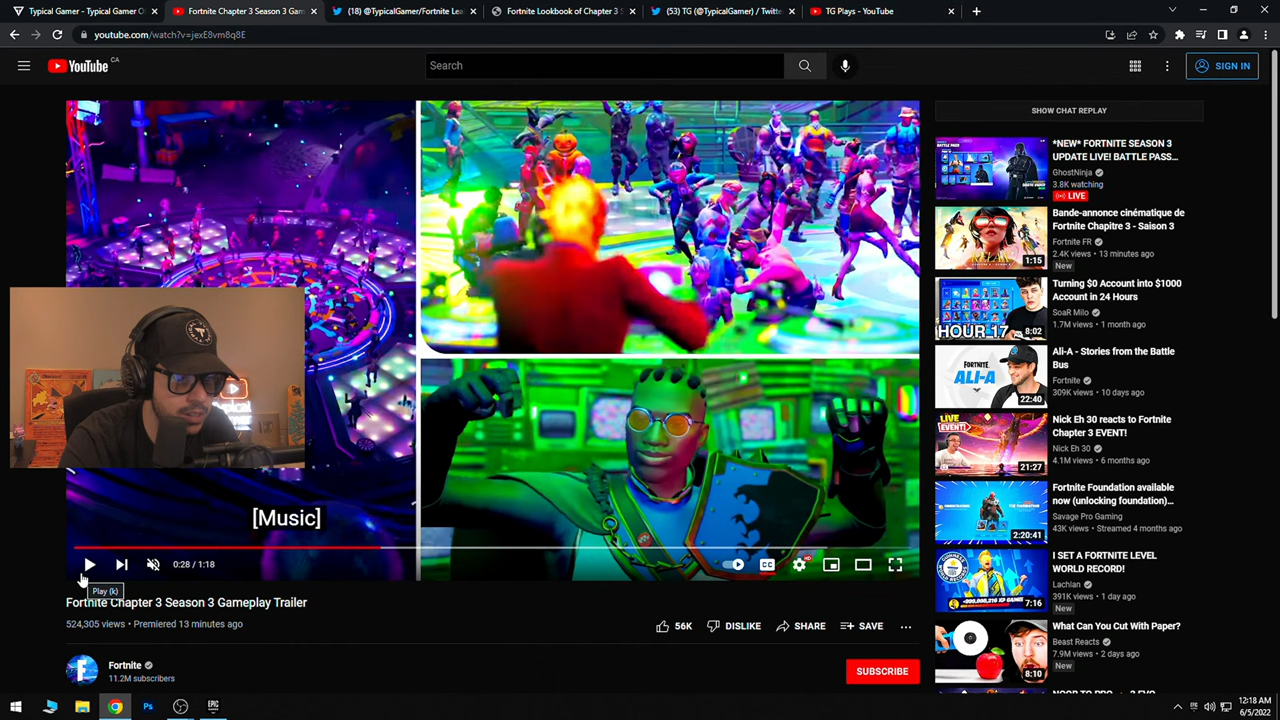 Typical Gamer - Typical Gamer C
Fortnite Chapter 3 Season 3 Gam
(18) @TypicalGamer/Fortnite Lea
Fortnite Lookbook of Chapter 3 S
(53) TG (@TypicalGamer) / Twitte
TG Plays - YouTube
youtube.com/watch?v=jexE8vm8q8E
YouTube CA
Search
SIGN IN
SHOW CHAT REPLAY
*NEW* FORTNITE SEASON 3
UPDATE LIVE! BATTLE PASS...
GhostNinja
3.8K watching
LIVE
Bande-annonce cinématique de
Fortnite Chapitre 3 - Saison 3
Fortnite FR
2.4K views • 13 minutes ago
New
1:15
Turning $0 Account into $1000
Account in 24 Hours
SoaR Milo
1.7M views • 1 month ago
HOUR 17
8:02
Ali-A - Stories from the Battle
Bus
Fortnite
309K views • 10 days ago
FORTNITE
ALI-A
22:40
Nick Eh 30 reacts to Fortnite
Chapter 3 EVENT!
Nick Eh 30
4.1M views • 6 months ago
LIVE
EVENT!
21:27
Fortnite Foundation available
now (unlocking foundation)...
Savage Pro Gaming
43K views • Streamed 4 months ago
2:20:41
I SET A FORTNITE LEVEL
WORLD RECORD!
Lachlan
391K views • 1 day ago
New
7:16
What Can You Cut With Paper?
Beast Reacts
7.9M views • 2 days ago
New
8:10
[Music]
0:28 / 1:18
CC
HD
Play (k)
Fortnite Chapter 3 Season 3 Gameplay Trailer
524,305 views • Premiered 13 minutes ago
56K
DISLIKE
SHARE
SAVE
Fortnite
11.2M subscribers
SUBSCRIBE
EPIC
12:18 AM
6/5/2022